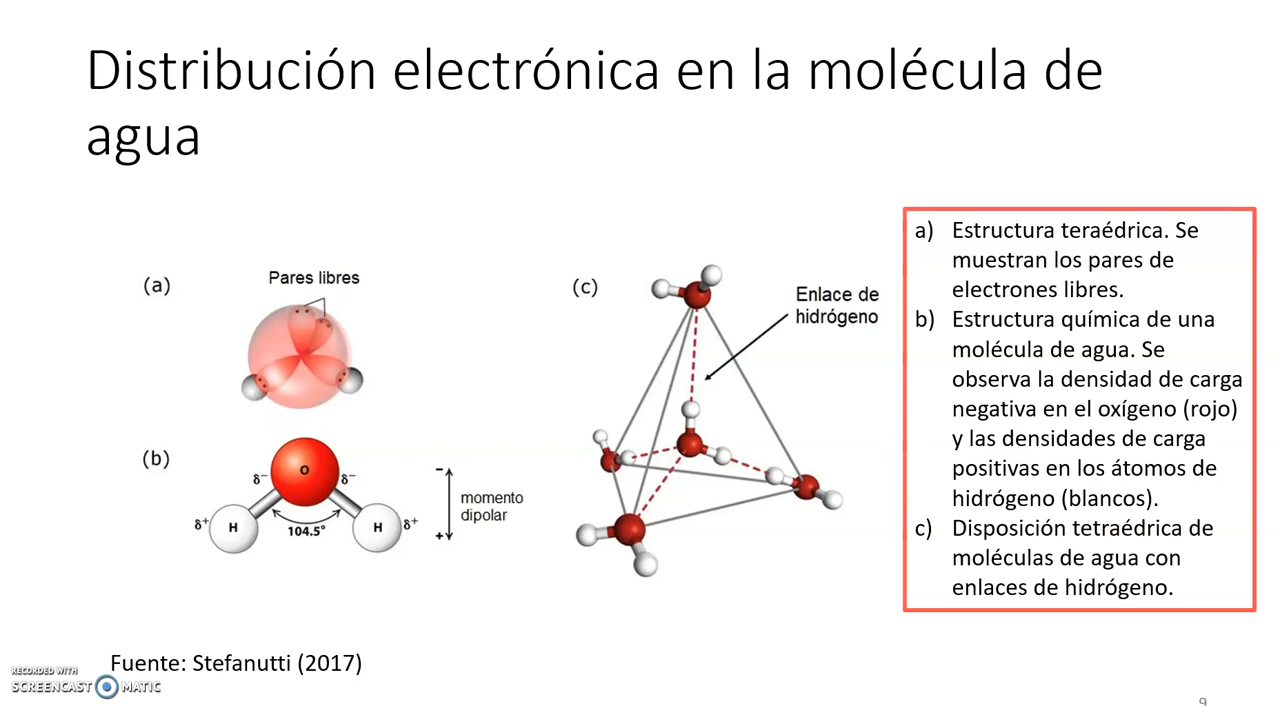 Distribución electrónica en la molécula de
agua
(a)
Pares libres
(b)
O
δ⁻
δ⁻
δ⁺
H
104.5°
H
δ⁺
-
+
momento
dipolar
(c)
Enlace de
hidrógeno
a) Estructura teraédrica. Se
muestran los pares de
electrones libres.
b) Estructura química de una
molécula de agua. Se
observa la densidad de carga
negativa en el oxígeno (rojo)
y las densidades de carga
positivas en los átomos de
hidrógeno (blancos).
c) Disposición tetraédrica de
moléculas de agua con
enlaces de hidrógeno.
Fuente: Stefanutti (2017)
RECORDED WITH
SCREENCAST MATIC
9